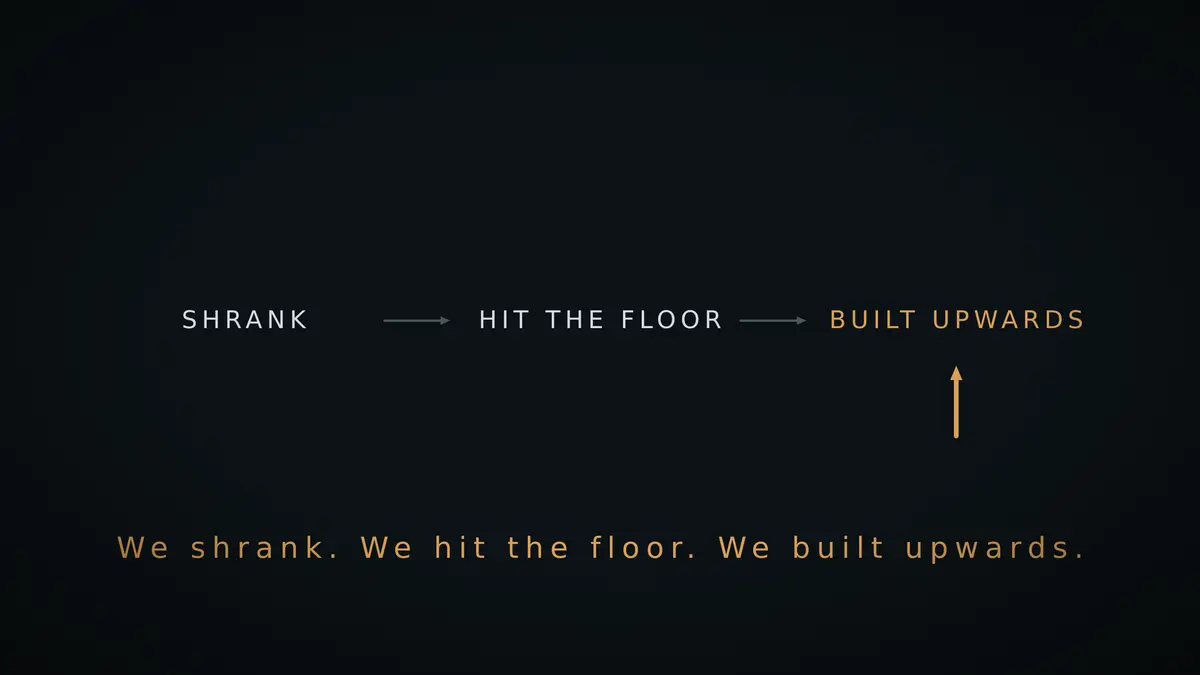 SHRANK HIT THE FLOOR BUILT UPWARDS
We shrank. We hit the floor. We built upwards.